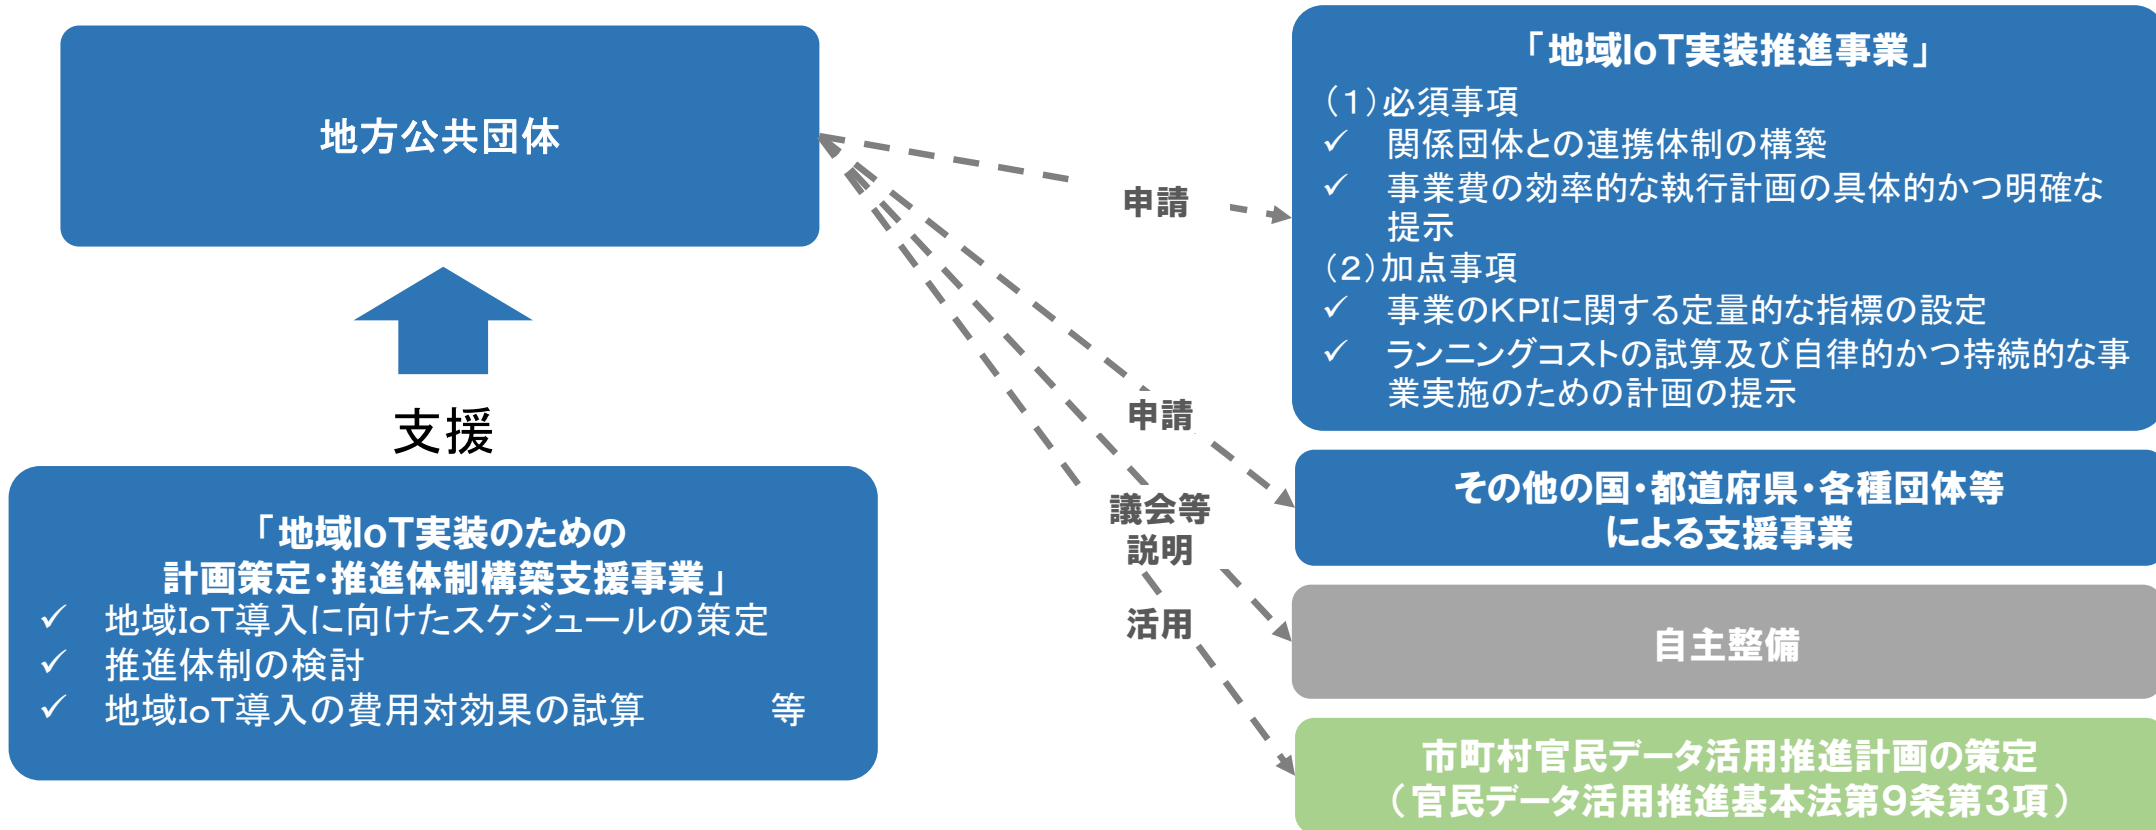 地方公共団体
支援
「地域IoT実装のための
計画策定・推進体制構築支援事業」
✓ 地域IoT導入に向けたスケジュールの策定
✓ 推進体制の検討
✓ 地域IoT導入の費用対効果の試算 等
申請
申請
議会等
説明
活用
「地域IoT実装推進事業」
（１）必須事項
✓ 関係団体との連携体制の構築
✓ 事業費の効率的な執行計画の具体的かつ明確な
提示
（２）加点事項
✓ 事業のKPIに関する定量的な指標の設定
✓ ランニングコストの試算及び自律的かつ持続的な事
業実施のための計画の提示
その他の国・都道府県・各種団体等
による支援事業
自主整備
市町村官民データ活用推進計画の策定
（官民データ活用推進基本法第９条第３項）